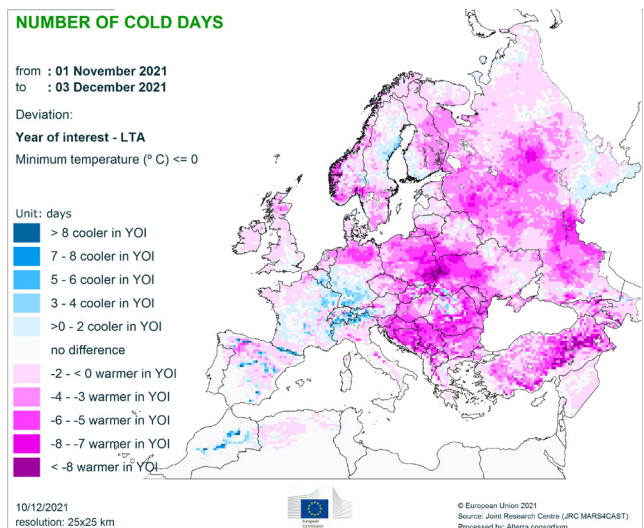 NUMBER OF COLD DAYS
from : 01 November 2021
to : 03 December 2021
Deviation:
Year of interest - LTA
Minimum temperature (º C) <= 0
Unit: days
> 8 cooler in YOI
7 - 8 cooler in YOI
5 - 6 cooler in YOI
3 - 4 cooler in YOI
>0 - 2 cooler in YOI
no difference
-2 - < 0 warmer in YOI
-4 - -3 warmer in YOI
-6 - -5 warmer in YOI
-8 - -7 warmer in YOI
< -8 warmer in YOI
10/12/2021
resolution: 25x25 km
European
Commission
© European Union 2021
Source: Joint Research Centre (JRC MARS4CAST)
Processed by: Alterra consortium